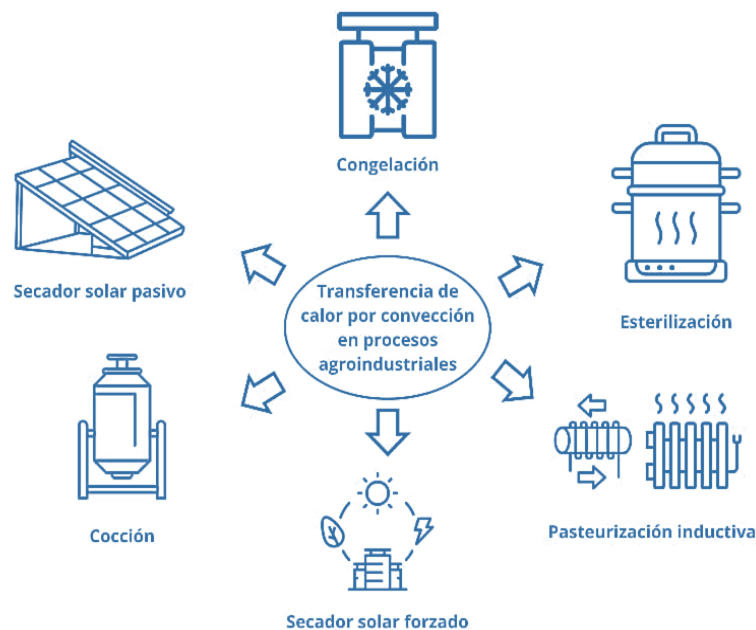 Congelación
Secador solar pasivo
Transferencia de
calor por convección
en procesos
agroindustriales
Esterilización
Cocción
Pasteurización inductiva
Secador solar forzado